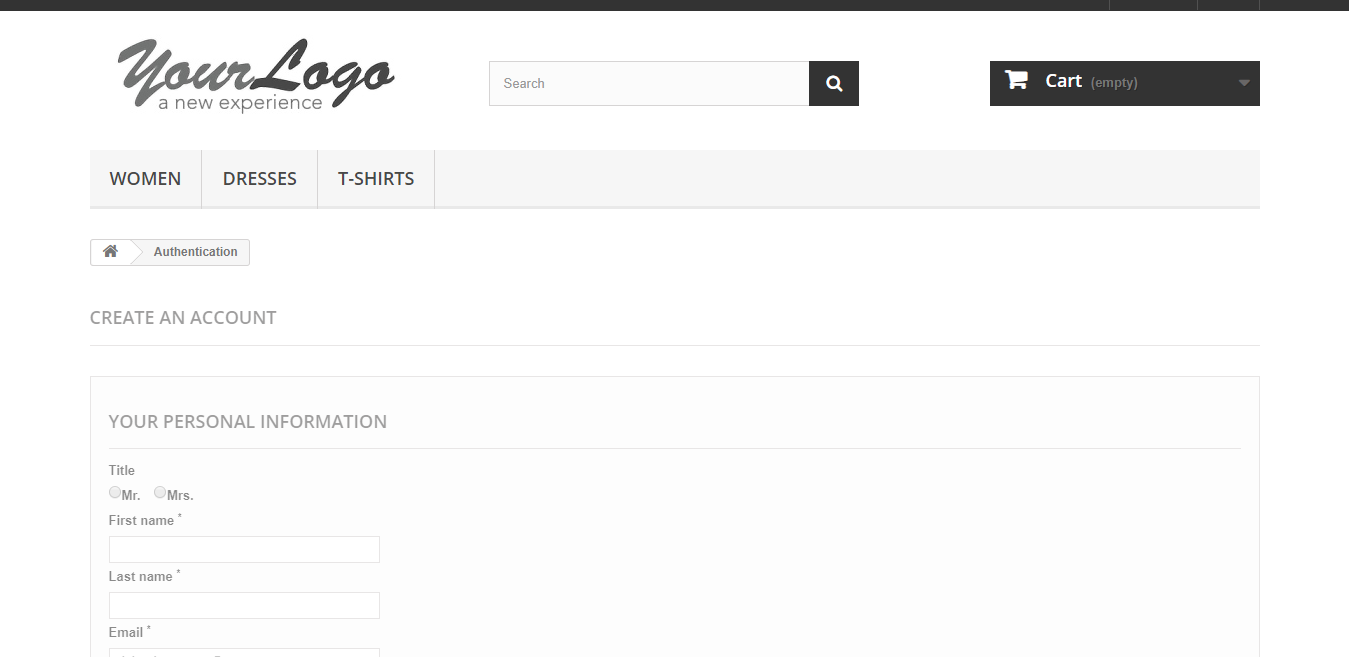 YourLogo
a new experience
Search
Cart (empty)
WOMEN
DRESSES
T-SHIRTS
Authentication
CREATE AN ACCOUNT
YOUR PERSONAL INFORMATION
Title
Mr. Mrs.
First name *
Last name *
Email *